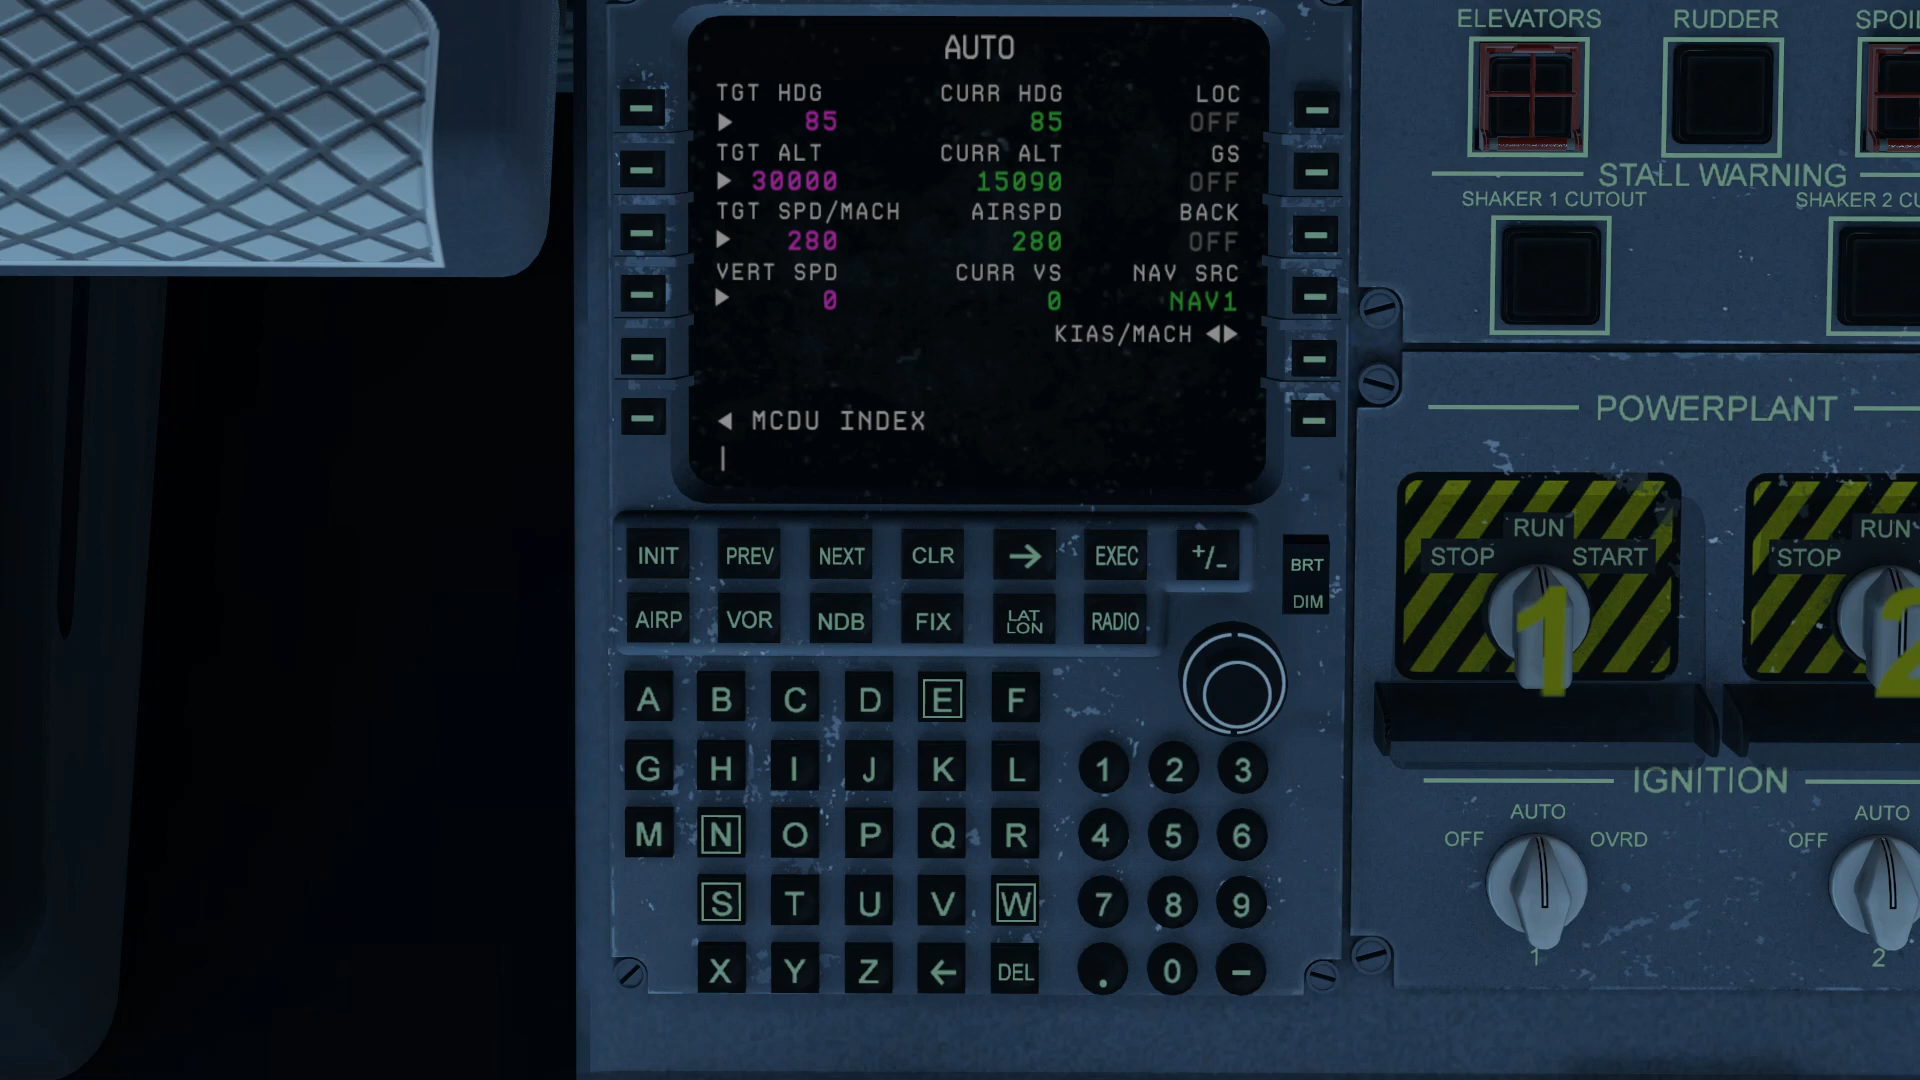 AUTO
TGT HDG CURR HDG LOC
85 85 OFF
TGT ALT CURR ALT GS
30000 15090 OFF
TGT SPD/MACH AIRSPD BACK
280 280 OFF
VERT SPD CURR VS NAV SRC
0 0 NAV1
KIAS/MACH
MCDU INDEX
INIT PREV NEXT CLR → EXEC +/-
BRT
DIM
AIRP VOR NDB FIX LAT LON RADIO
A B C D E F
G H I J K L 1 2 3
M N O P Q R 4 5 6
S T U V W 7 8 9
X Y Z ← DEL . 0 -
ELEVATORS RUDDER
STALL WARNING
SHAKER 1 CUTOUT SHAKER 2
POWERPLANT
RUN RUN
STOP START STOP
1 2
IGNITION
AUTO AUTO
OFF OVRD OFF
1 2